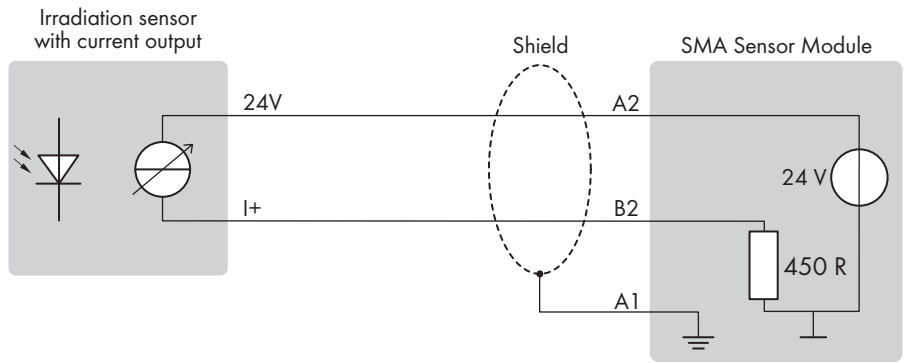 Irradiation sensor
with current output
Shield
SMA Sensor Module
24V
A2
24 V
I+
B2
450 R
A1